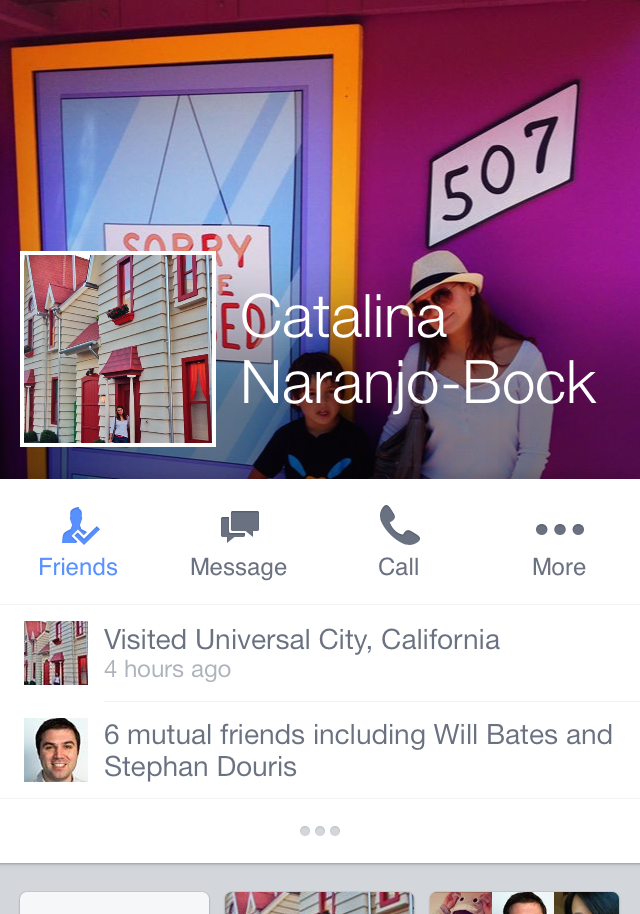 507
SORRY
E
ED
Catalina
Naranjo-Bock
Friends
Message
Call
More
Visited Universal City, California
4 hours ago
6 mutual friends including Will Bates and
Stephan Douris